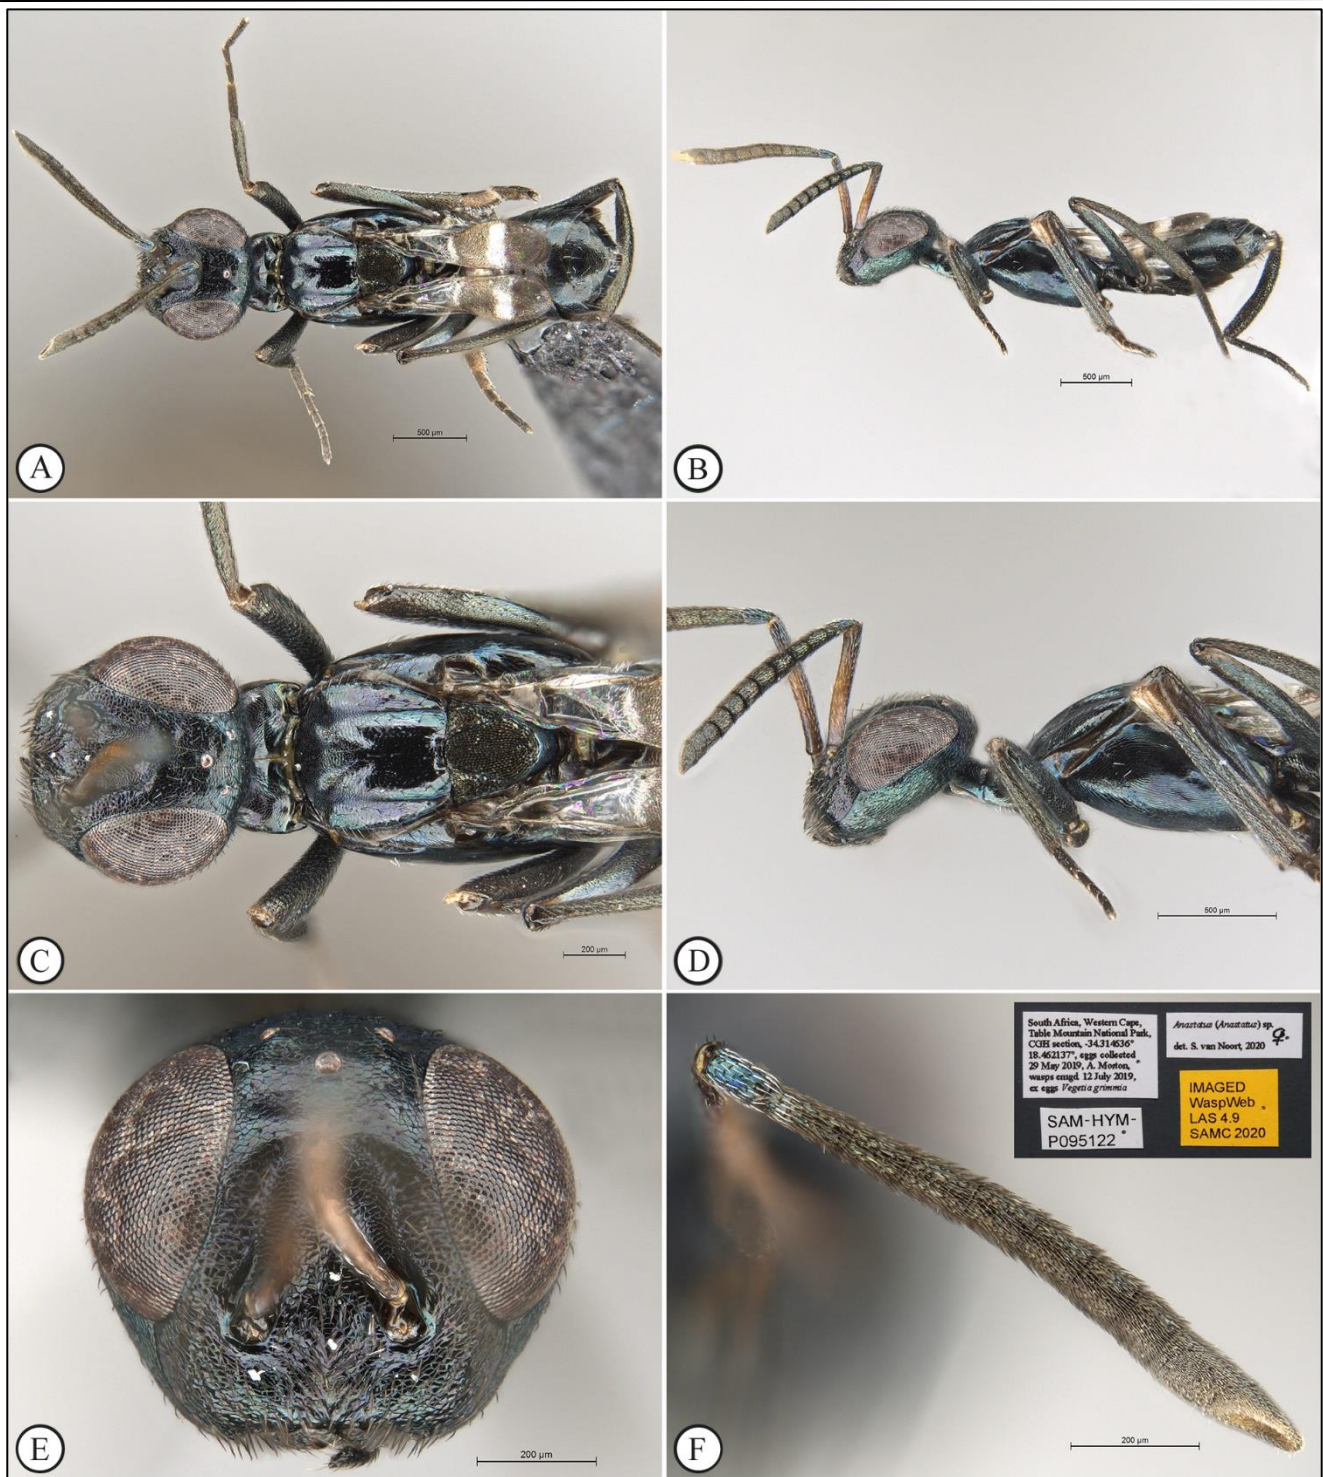 A
500 µm
B
500 µm
C
200 µm
D
500 µm
E
200 µm
F
200 µm
South Africa, Western Cape,
Table Mountain National Park,
CGH section, -34.314636°
18.462137°, eggs collected
29 May 2019, A. Morton,
wasps emgd 12 July 2019,
ex eggs Vegetia grimmia
Anastatus (Anastatus) sp.
det. S. van Noort, 2020 ♀.
SAM-HYM-
P095122
IMAGED
WaspWeb
LAS 4.9
SAMC 2020